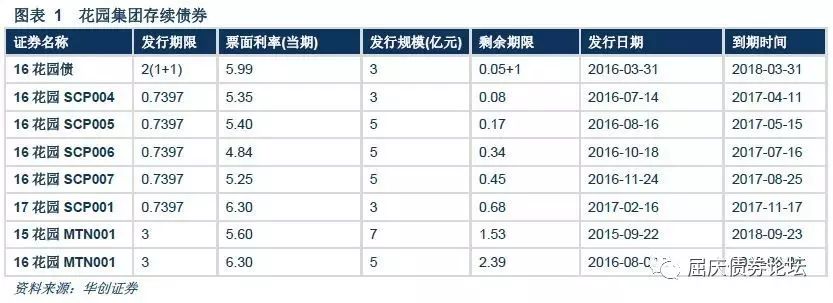 图表 1 花园集团存续债券
证券名称 发行期限 票面利率(当期) 发行规模(亿元) 剩余期限 发行日期 到期时间
16 花园债 2(1+1) 5.99 3 0.05+1 2016-03-31 2018-03-31
16 花园 SCP004 0.7397 5.35 3 0.08 2016-07-14 2017-04-11
16 花园 SCP005 0.7397 5.40 5 0.17 2016-08-16 2017-05-15
16 花园 SCP006 0.7397 4.84 5 0.34 2016-10-18 2017-07-16
16 花园 SCP007 0.7397 5.25 5 0.45 2016-11-24 2017-08-25
17 花园 SCP001 0.7397 6.30 3 0.68 2017-02-16 2017-11-17
15 花园 MTN001 3 5.60 7 1.53 2015-09-22 2018-09-23
16 花园 MTN001 3 6.30 5 2.39
屈庆债券论坛
资料来源：华创证券